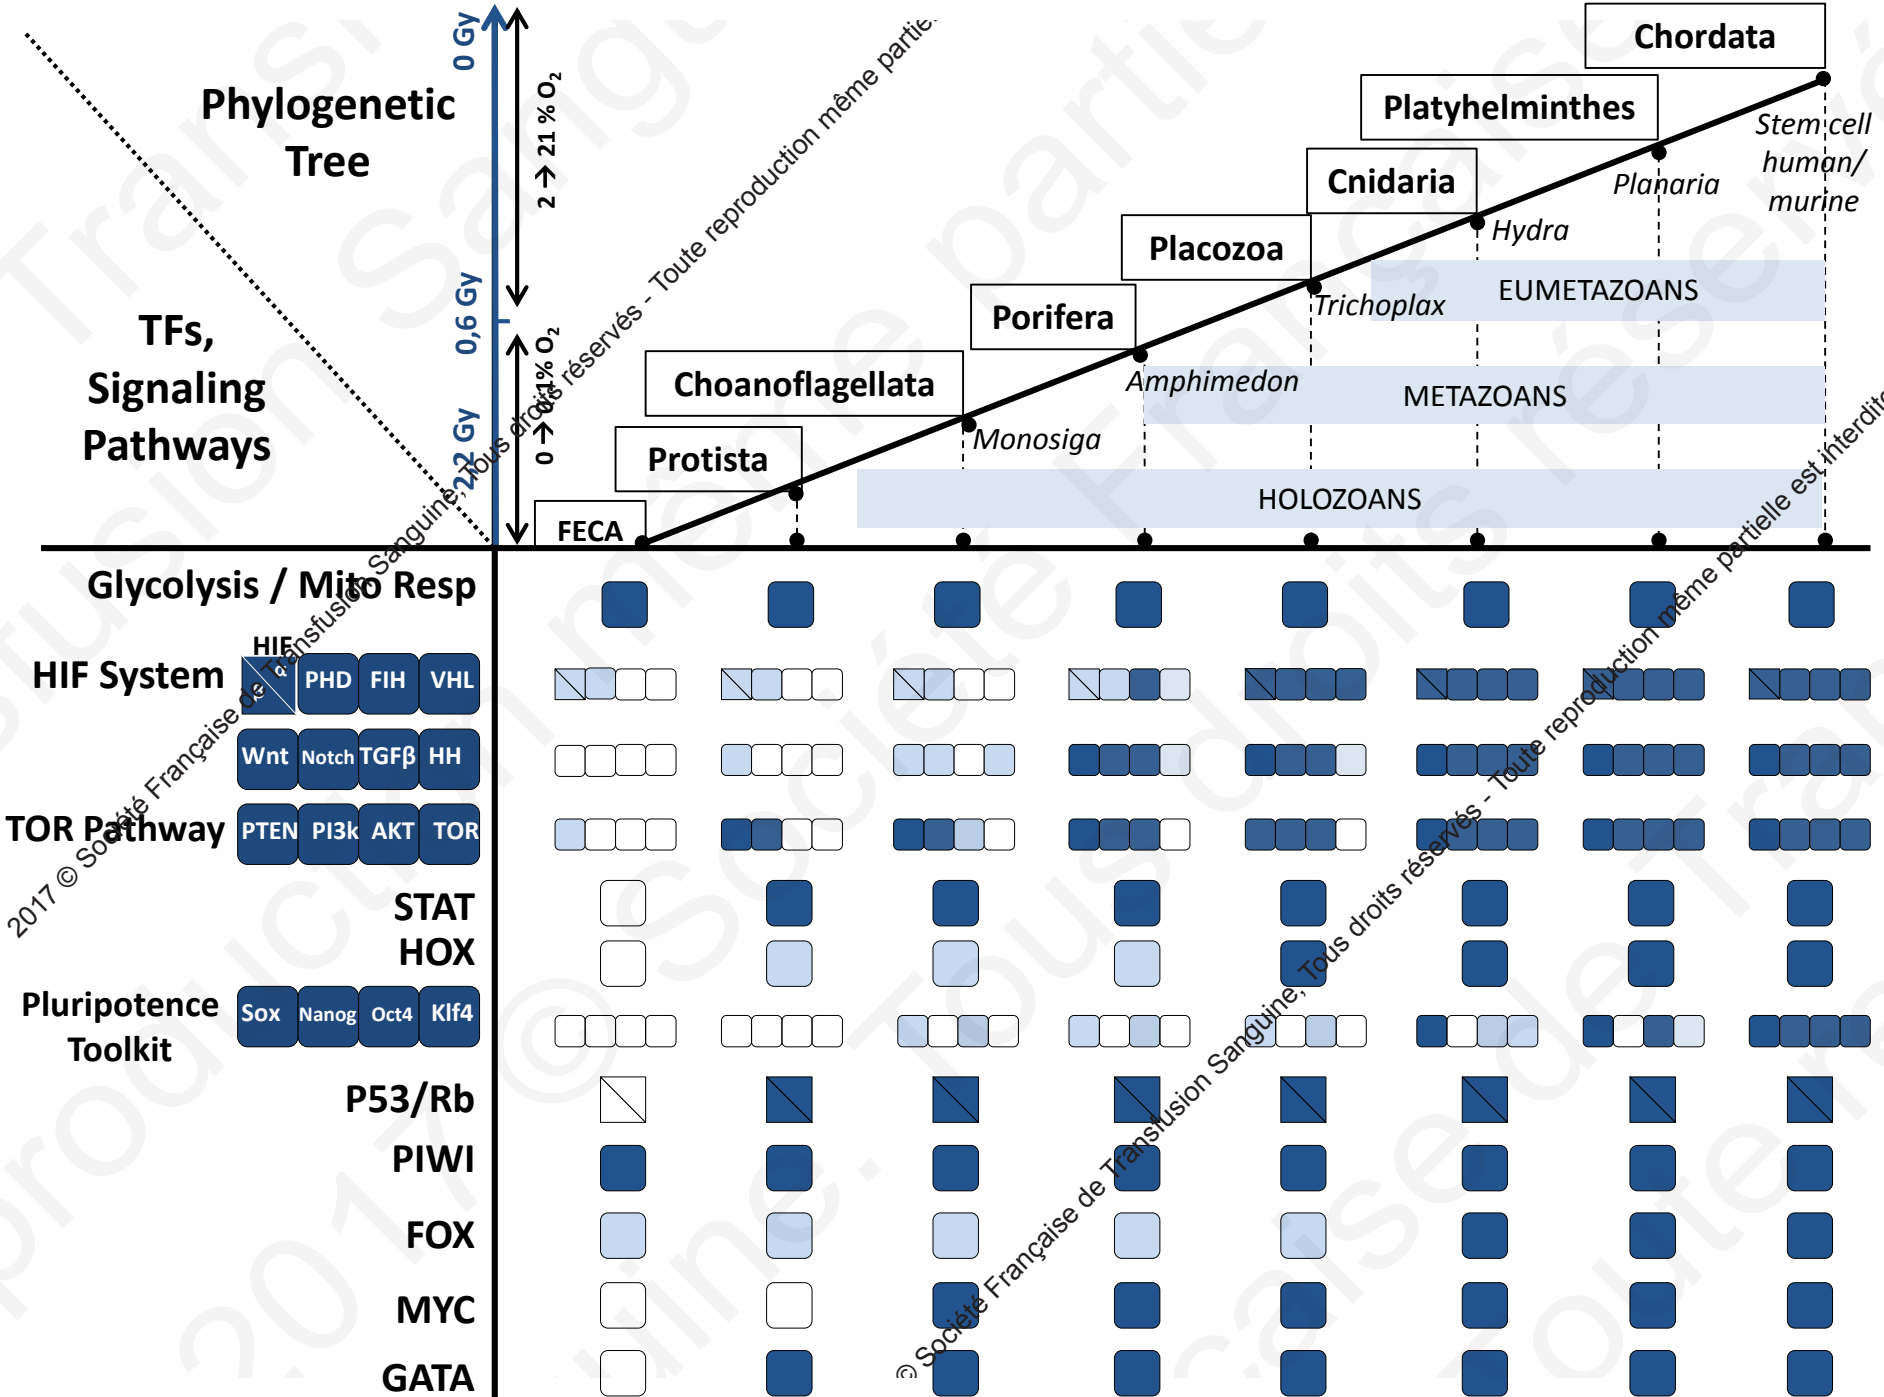 Phylogenetic
Tree
TFs,
Signaling
Pathways
0 Gy
0,6 Gy
2,2 Gy
2 → 21 % O2
0 → 0,1% O2
Chordata
Platyhelminthes
Cnidaria
Placozoa
Porifera
Choanoflagellata
Protista
FECA
Stem cell
human/
murine
Planaria
Hydra
Trichoplax
Amphimedon
Monosiga
EUMETAZOANS
METAZOANS
HOLOZOANS
Glycolysis / Mito Resp
HIF
HIF System
α
PHD FIH VHL
Wnt Notch TGFβ HH
TOR Pathway
PTEN PI3k AKT TOR
STAT
HOX
Pluripotence
Toolkit
Sox Nanog Oct4 Klf4
P53/Rb
PIWI
FOX
MYC
GATA
2017 © Société Française de Transfusion Sanguine, Tous droits réservés - Toute reproduction même partie
© Société Française de Transfusion Sanguine, Tous droits réservés - Toute reproduction même partielle est interdite